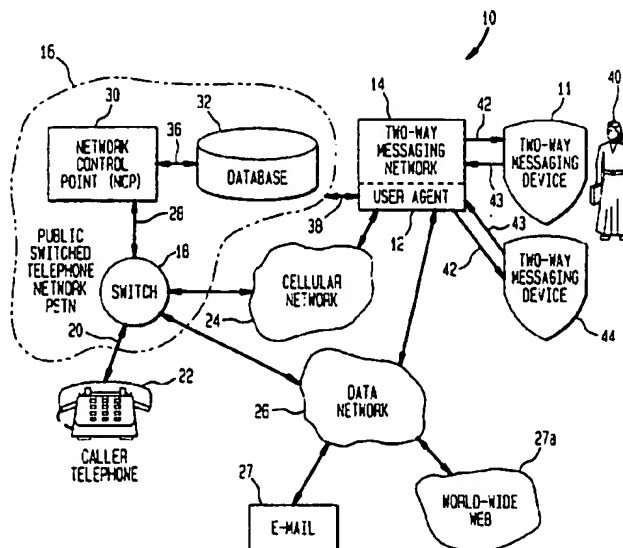 10
16
30
32
14
42
11
40
NETWORK
CONTROL
POINT (NCP)
36
DATABASE
TWO-WAY
MESSAGING
NETWORK
USER AGENT
TWO-WAY
MESSAGING
DEVICE
43
38
28
12
43
42
PUBLIC
SWITCHED
TELEPHONE
NETWORK
PSTN
18
SWITCH
CELLULAR
NETWORK
24
TWO-WAY
MESSAGING
DEVICE
44
20
22
CALLER
TELEPHONE
DATA
NETWORK
26
27
E-MAIL
27a
WORLD-WIDE
WEB